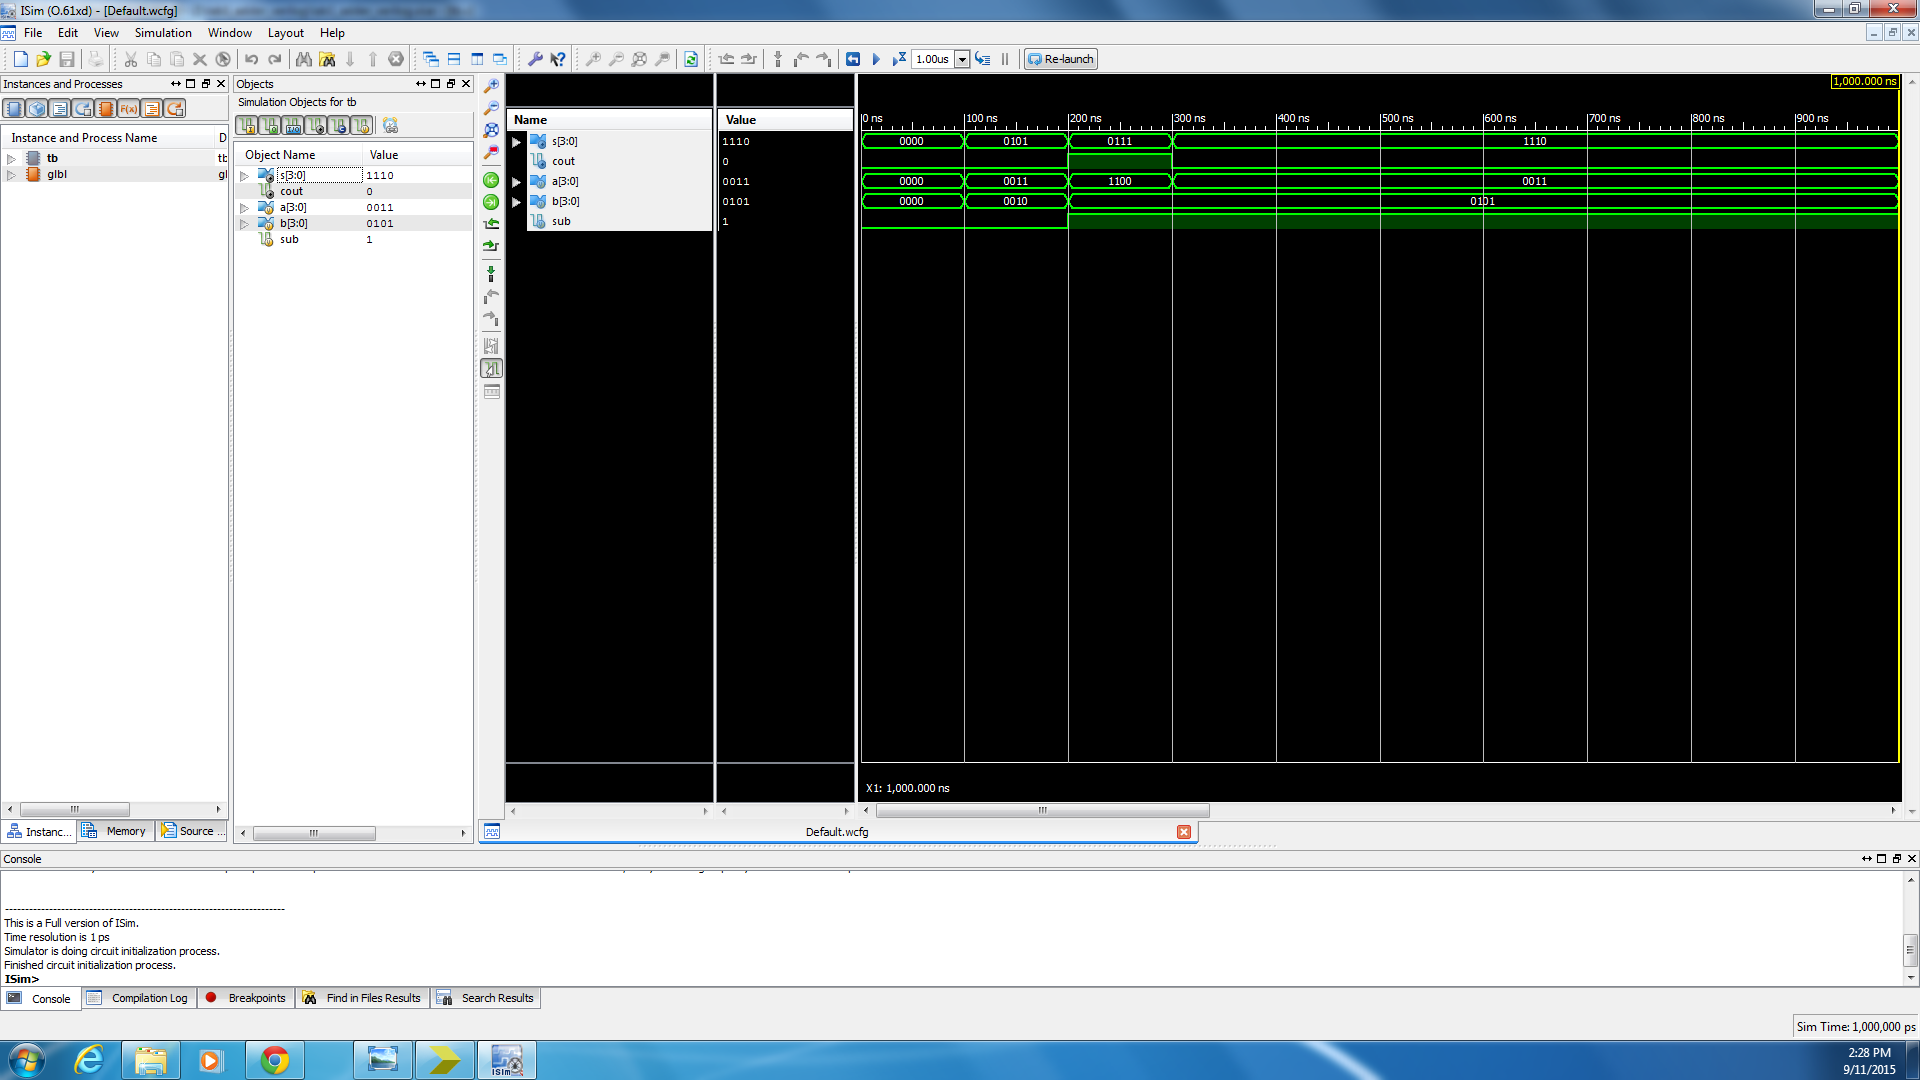 ISim (O.61xd) - [Default.wcfg]
File Edit View Simulation Window Layout Help
1.00us Re-launch
Instances and Processes
Instance and Process Name D
tb tb
glbl gl
Instanc... Memory Source ...
Objects
Simulation Objects for tb
Object Name Value
s[3:0] 1110
cout 0
a[3:0] 0011
b[3:0] 0101
sub 1
Name Value
s[3:0] 1110
cout 0
a[3:0] 0011
b[3:0] 0101
sub 1
1,000.000 ns
0 ns 100 ns 200 ns 300 ns 400 ns 500 ns 600 ns 700 ns 800 ns 900 ns
0000 0101 0111 1110
0000 0011 1100 0011
0000 0010 0101
X1: 1,000.000 ns
Default.wcfg
Console
This is a Full version of ISim.
Time resolution is 1 ps
Simulator is doing circuit initialization process.
Finished circuit initialization process.
ISim>
Console Compilation Log Breakpoints Find in Files Results Search Results
Sim Time: 1,000,000 ps
ISim
2:28 PM
9/11/2015